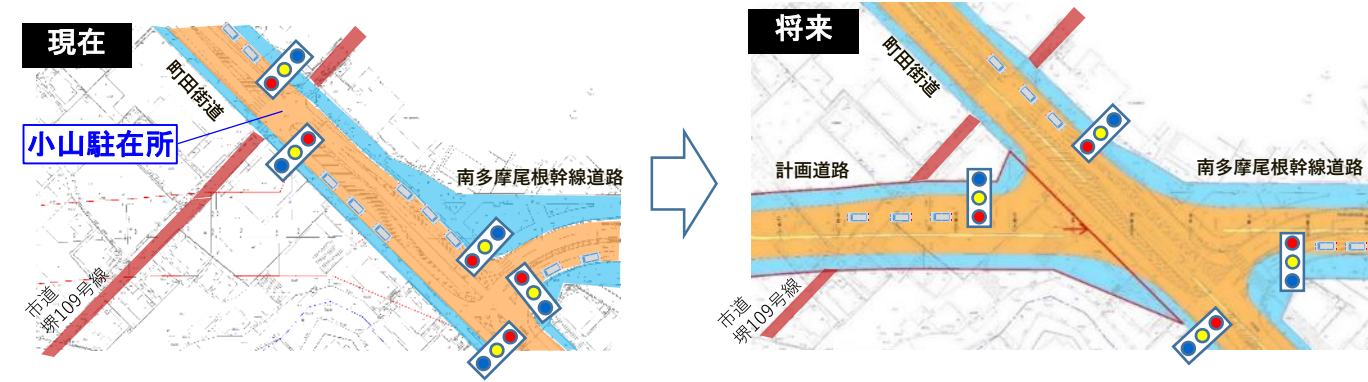 現在
町田街道
小山駐在所
南多摩尾根幹線道路
市道
堺109号線
将来
町田街道
計画道路
南多摩尾根幹線道路
市道
堺109号線